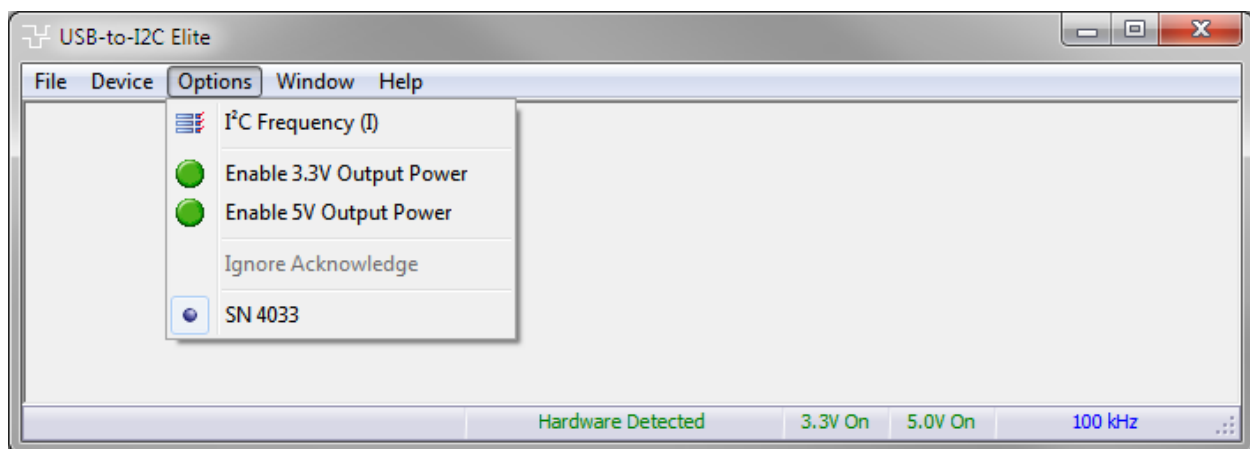 USB-to-I2C Elite
File Device Options Window Help
I²C Frequency (I)
Enable 3.3V Output Power
Enable 5V Output Power
Ignore Acknowledge
SN 4033
Hardware Detected 3.3V On 5.0V On 100 kHz